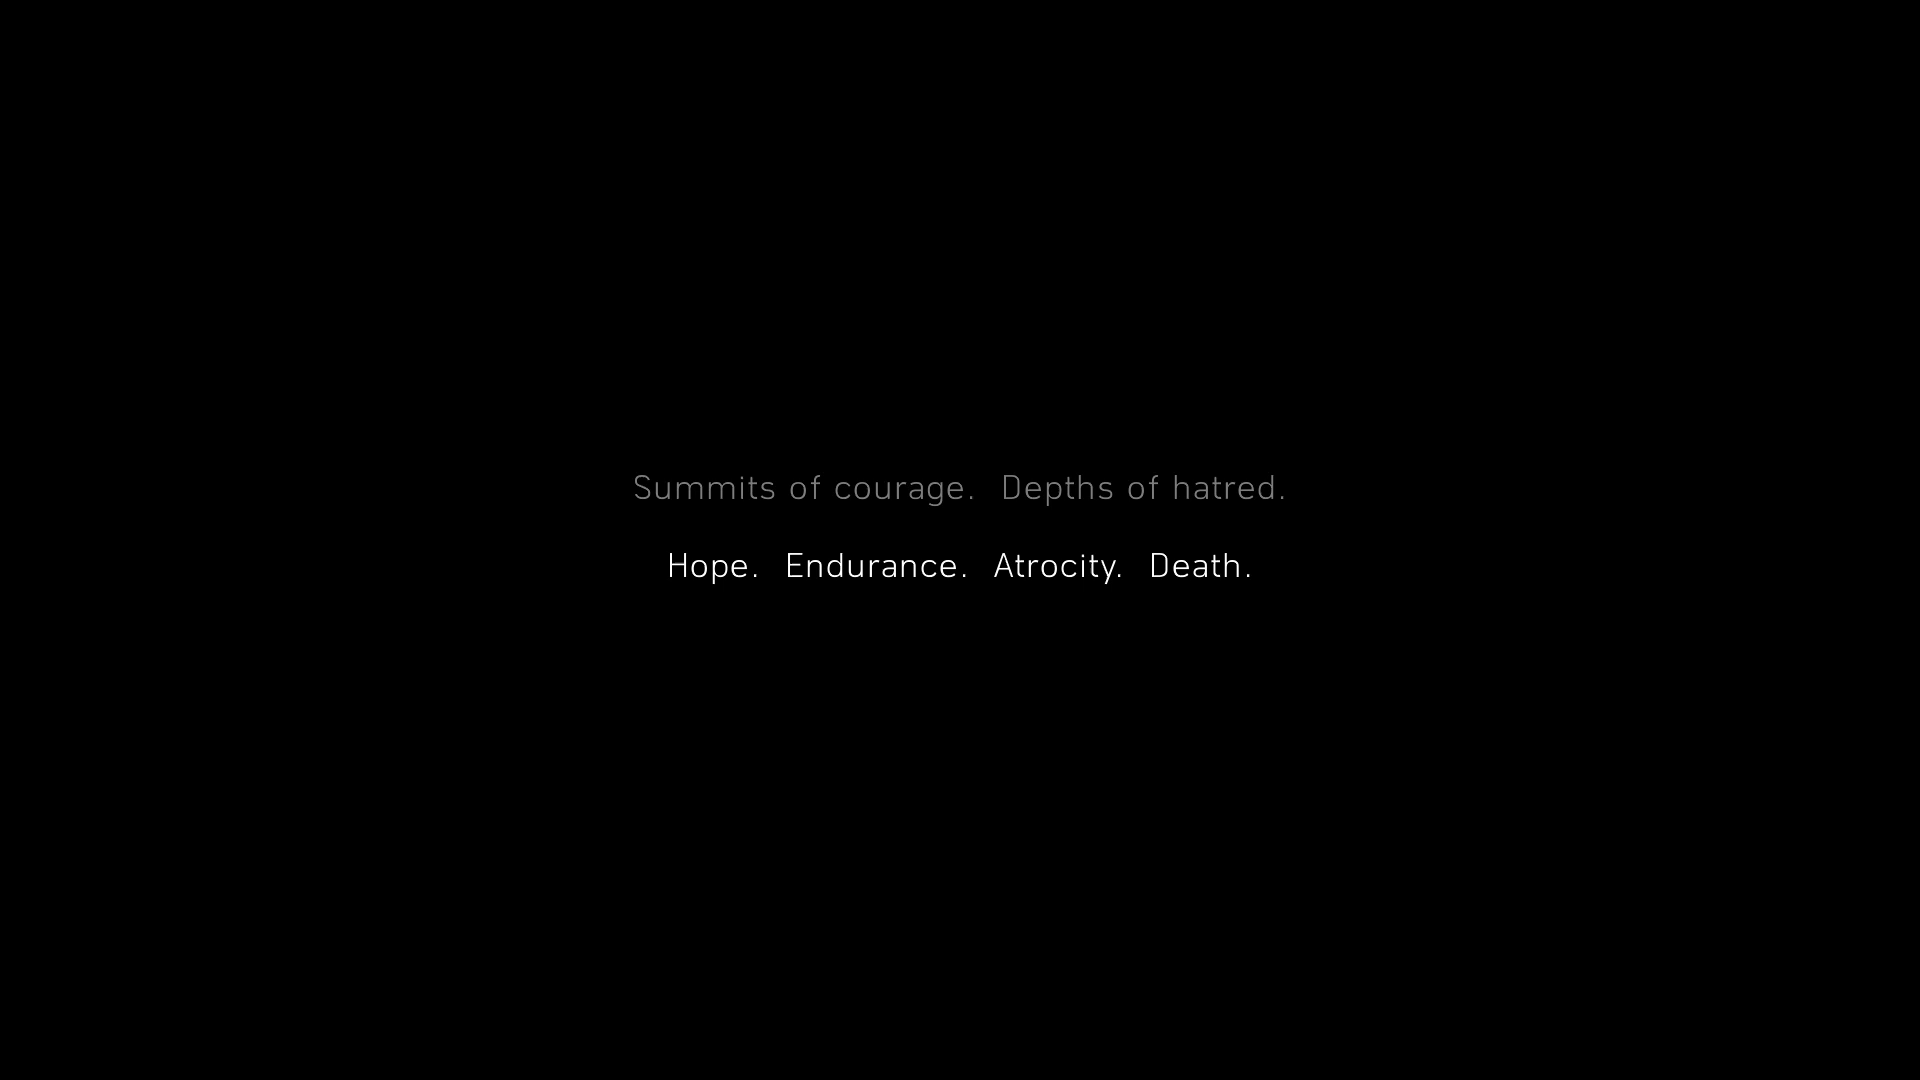 Summits of courage. Depths of hatred.
Hope. Endurance. Atrocity. Death.